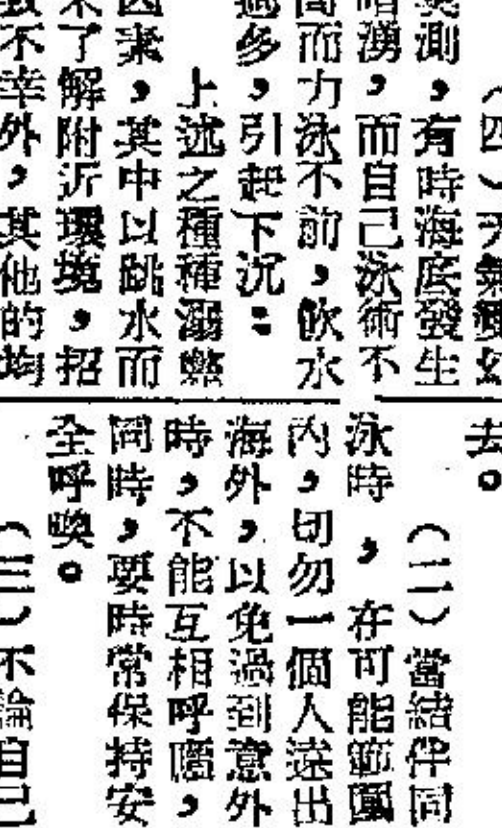 （四）天氣變幻
莫測，有時海底發生
暗湧，而自己泳術不
高而力泳不前，飲水
過多，引起下沉：
上述之種種溺斃
因素，其中以跳水而
未了解附近環境，招
致不幸外，其他的均
去。
（二）當結伴同
泳時，在可能範圍
內，切勿一個人遠出
海外，以免遇到意外
時，不能互相呼應，
同時，要時常保持安
全呼喚。
（三）不論自己